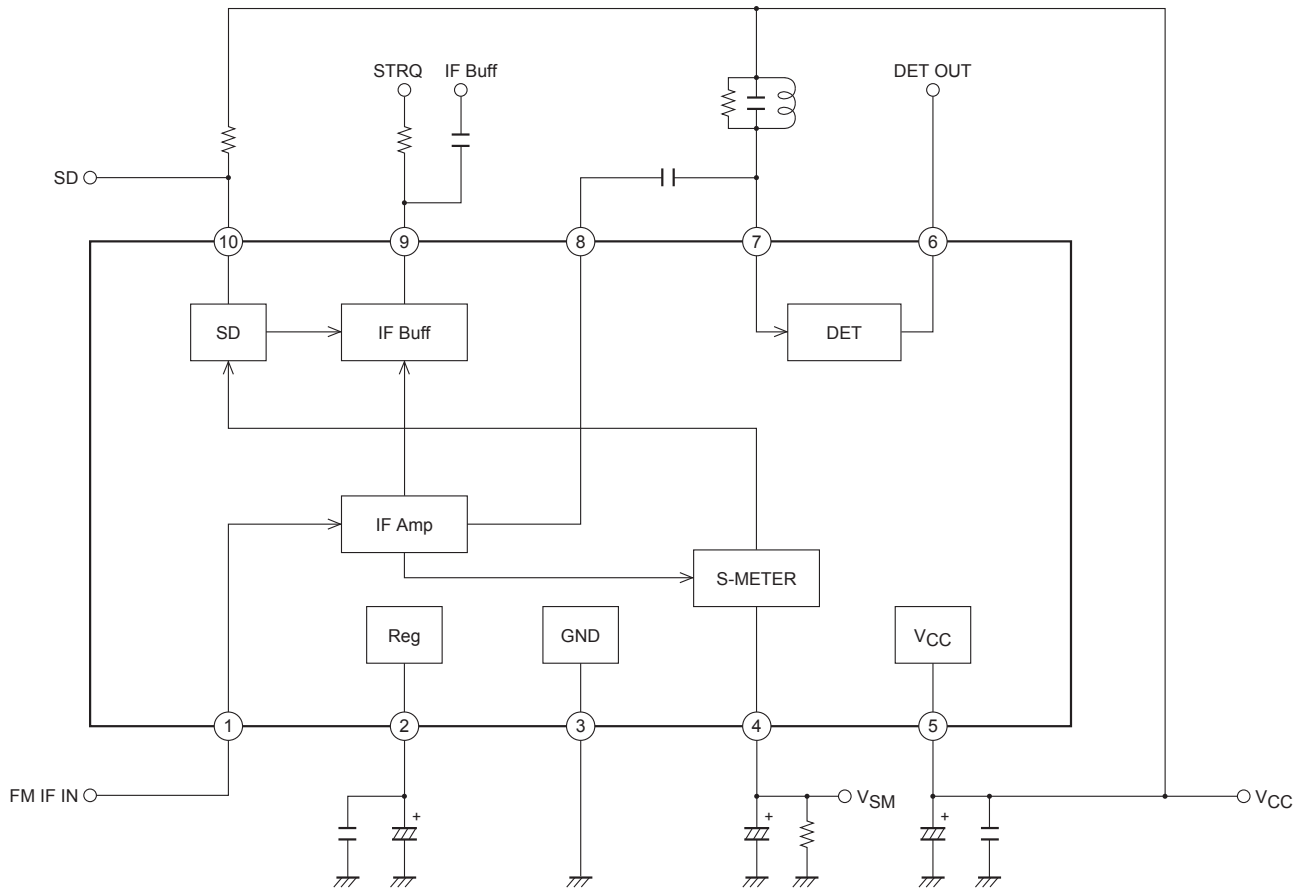 STRQ IF Buff DET OUT
SD
10 9 8 7 6
SD IF Buff DET
IF Amp
S-METER
Reg GND VCC
1 2 3 4 5
FM IF IN + + VSM + VCC